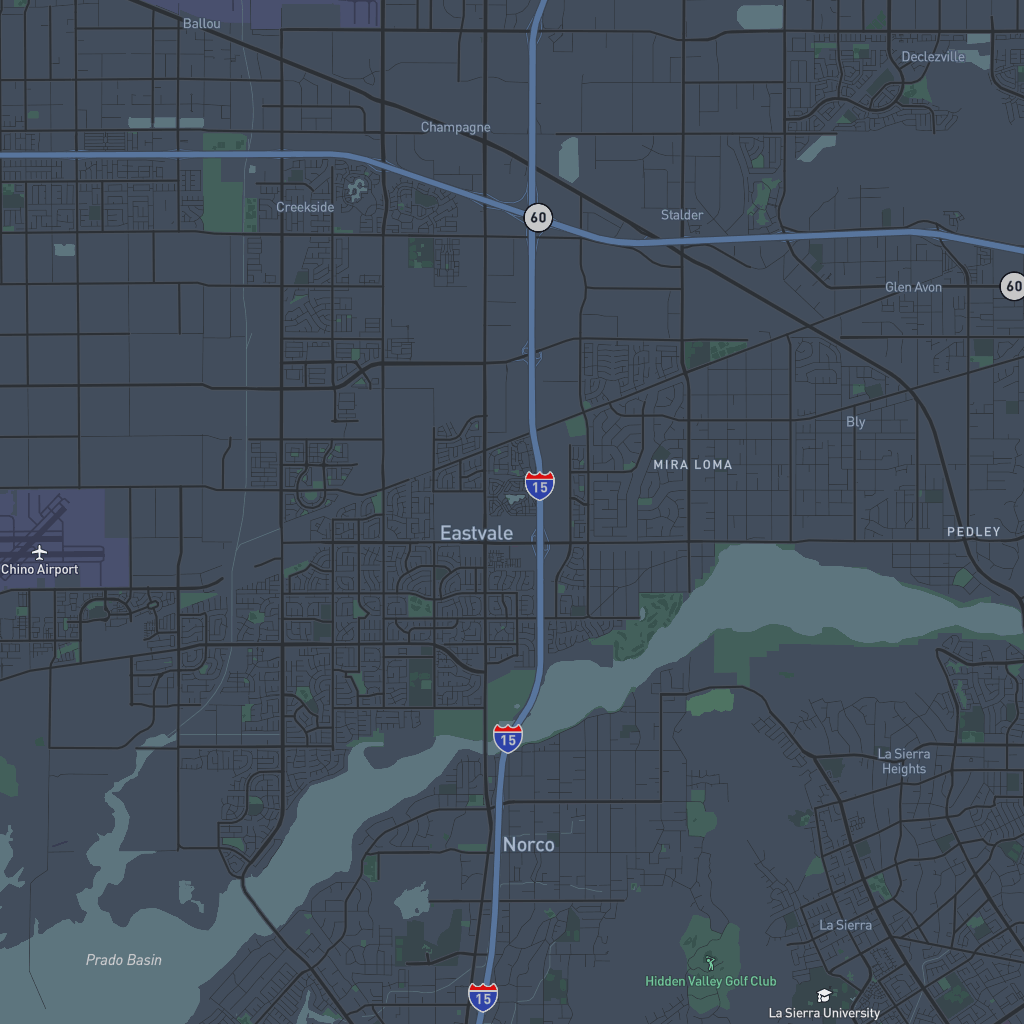 Ballou
Declezville
Champagne
Creekside
60
Stalder
Glen Avon
60
Bly
MIRA LOMA
15
Eastvale
PEDLEY
Chino Airport
15
La Sierra
Heights
Norco
La Sierra
Prado Basin
Hidden Valley Golf Club
15
La Sierra University